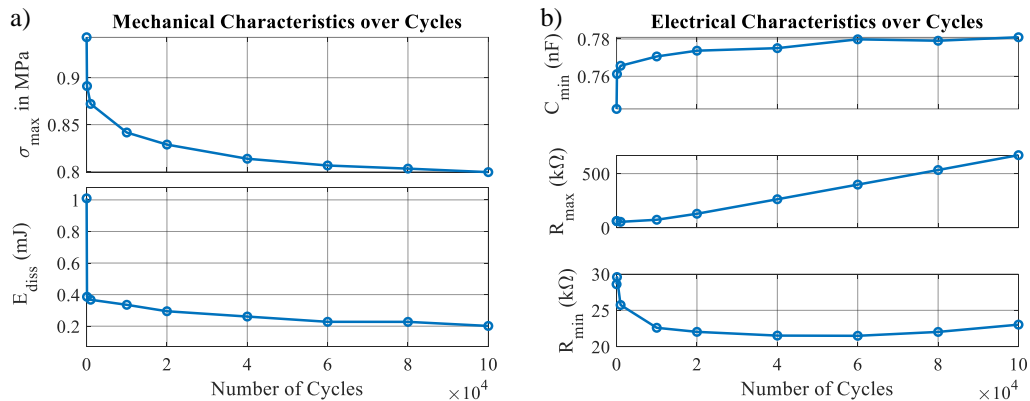 a)
Mechanical Characteristics over Cycles
σmax in MPa
0.9
0.85
0.8
Ediss (mJ)
1
0.8
0.6
0.4
0.2
0 2 4 6 8 10
Number of Cycles
×10^4
b)
Electrical Characteristics over Cycles
Cmin (nF)
0.78
0.76
Rmax (kΩ)
500
0
Rmin (kΩ)
30
25
20
0 2 4 6 8 10
Number of Cycles
×10^4